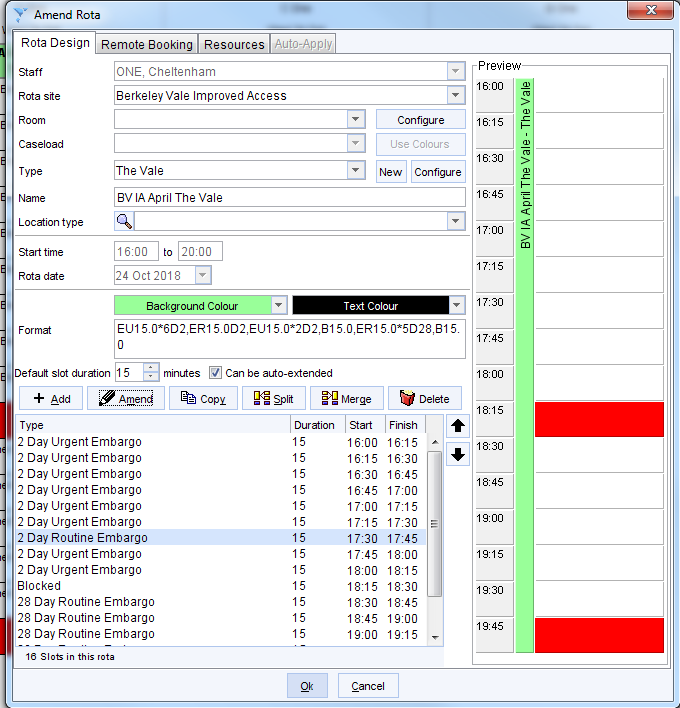 Amend Rota
Rota Design Remote Booking Resources Auto-Apply
Staff ONE, Cheltenham
Rota site Berkeley Vale Improved Access
Room Configure
Caseload Use Colours
Type The Vale New Configure
Name BV IA April The Vale
Location type
Start time 16:00 to 20:00
Rota date 24 Oct 2018
Background Colour Text Colour
Format EU15.0*6D2,ER15.0D2,EU15.0*2D2,B15.0,ER15.0*5D28,B15.
0
Default slot duration 15 minutes Can be auto-extended
Add Amend Copy Split Merge Delete
Type Duration Start Finish
2 Day Urgent Embargo 15 16:00 16:15
2 Day Urgent Embargo 15 16:15 16:30
2 Day Urgent Embargo 15 16:30 16:45
2 Day Urgent Embargo 15 16:45 17:00
2 Day Urgent Embargo 15 17:00 17:15
2 Day Urgent Embargo 15 17:15 17:30
2 Day Routine Embargo 15 17:30 17:45
2 Day Urgent Embargo 15 17:45 18:00
2 Day Urgent Embargo 15 18:00 18:15
Blocked 15 18:15 18:30
28 Day Routine Embargo 15 18:30 18:45
28 Day Routine Embargo 15 18:45 19:00
28 Day Routine Embargo 15 19:00 19:15
16 Slots in this rota
Ok Cancel
Preview
16:00
16:15
16:30
16:45
17:00
17:15
17:30
17:45
18:00
18:15
18:30
18:45
19:00
19:15
19:30
19:45
BV IA April The Vale - The Vale